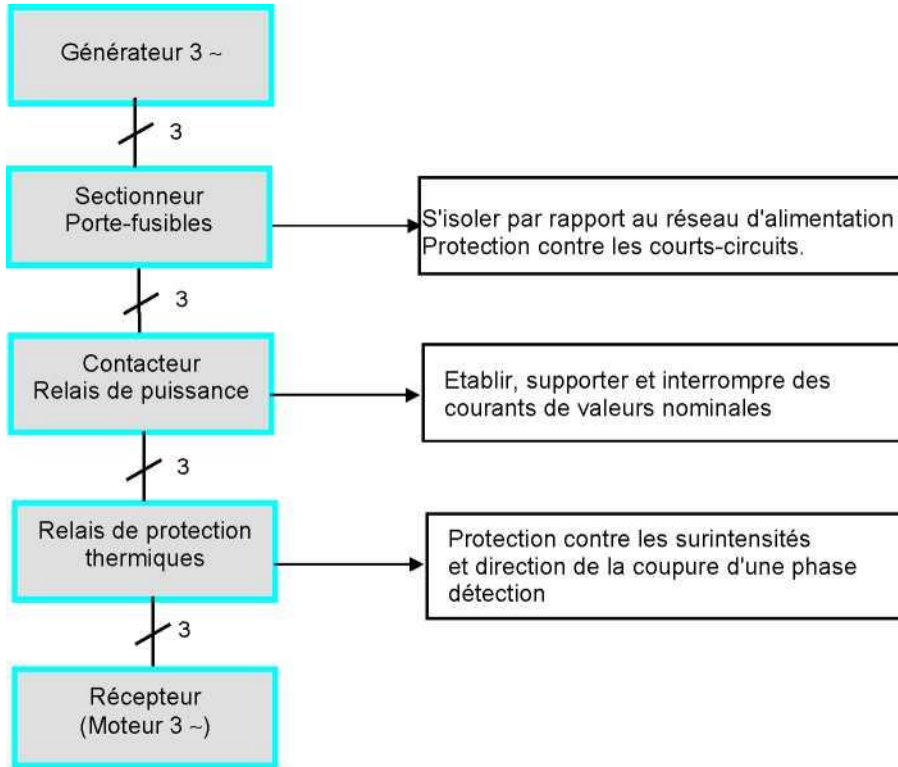 Générateur 3 ~
3
Sectionneur
Porte-fusibles
S'isoler par rapport au réseau d'alimentation
Protection contre les courts-circuits.
3
Contacteur
Relais de puissance
Etablir, supporter et interrompre des
courants de valeurs nominales
3
Relais de protection
thermiques
Protection contre les surintensités
et direction de la coupure d'une phase
détection
3
Récepteur
(Moteur 3 ~)